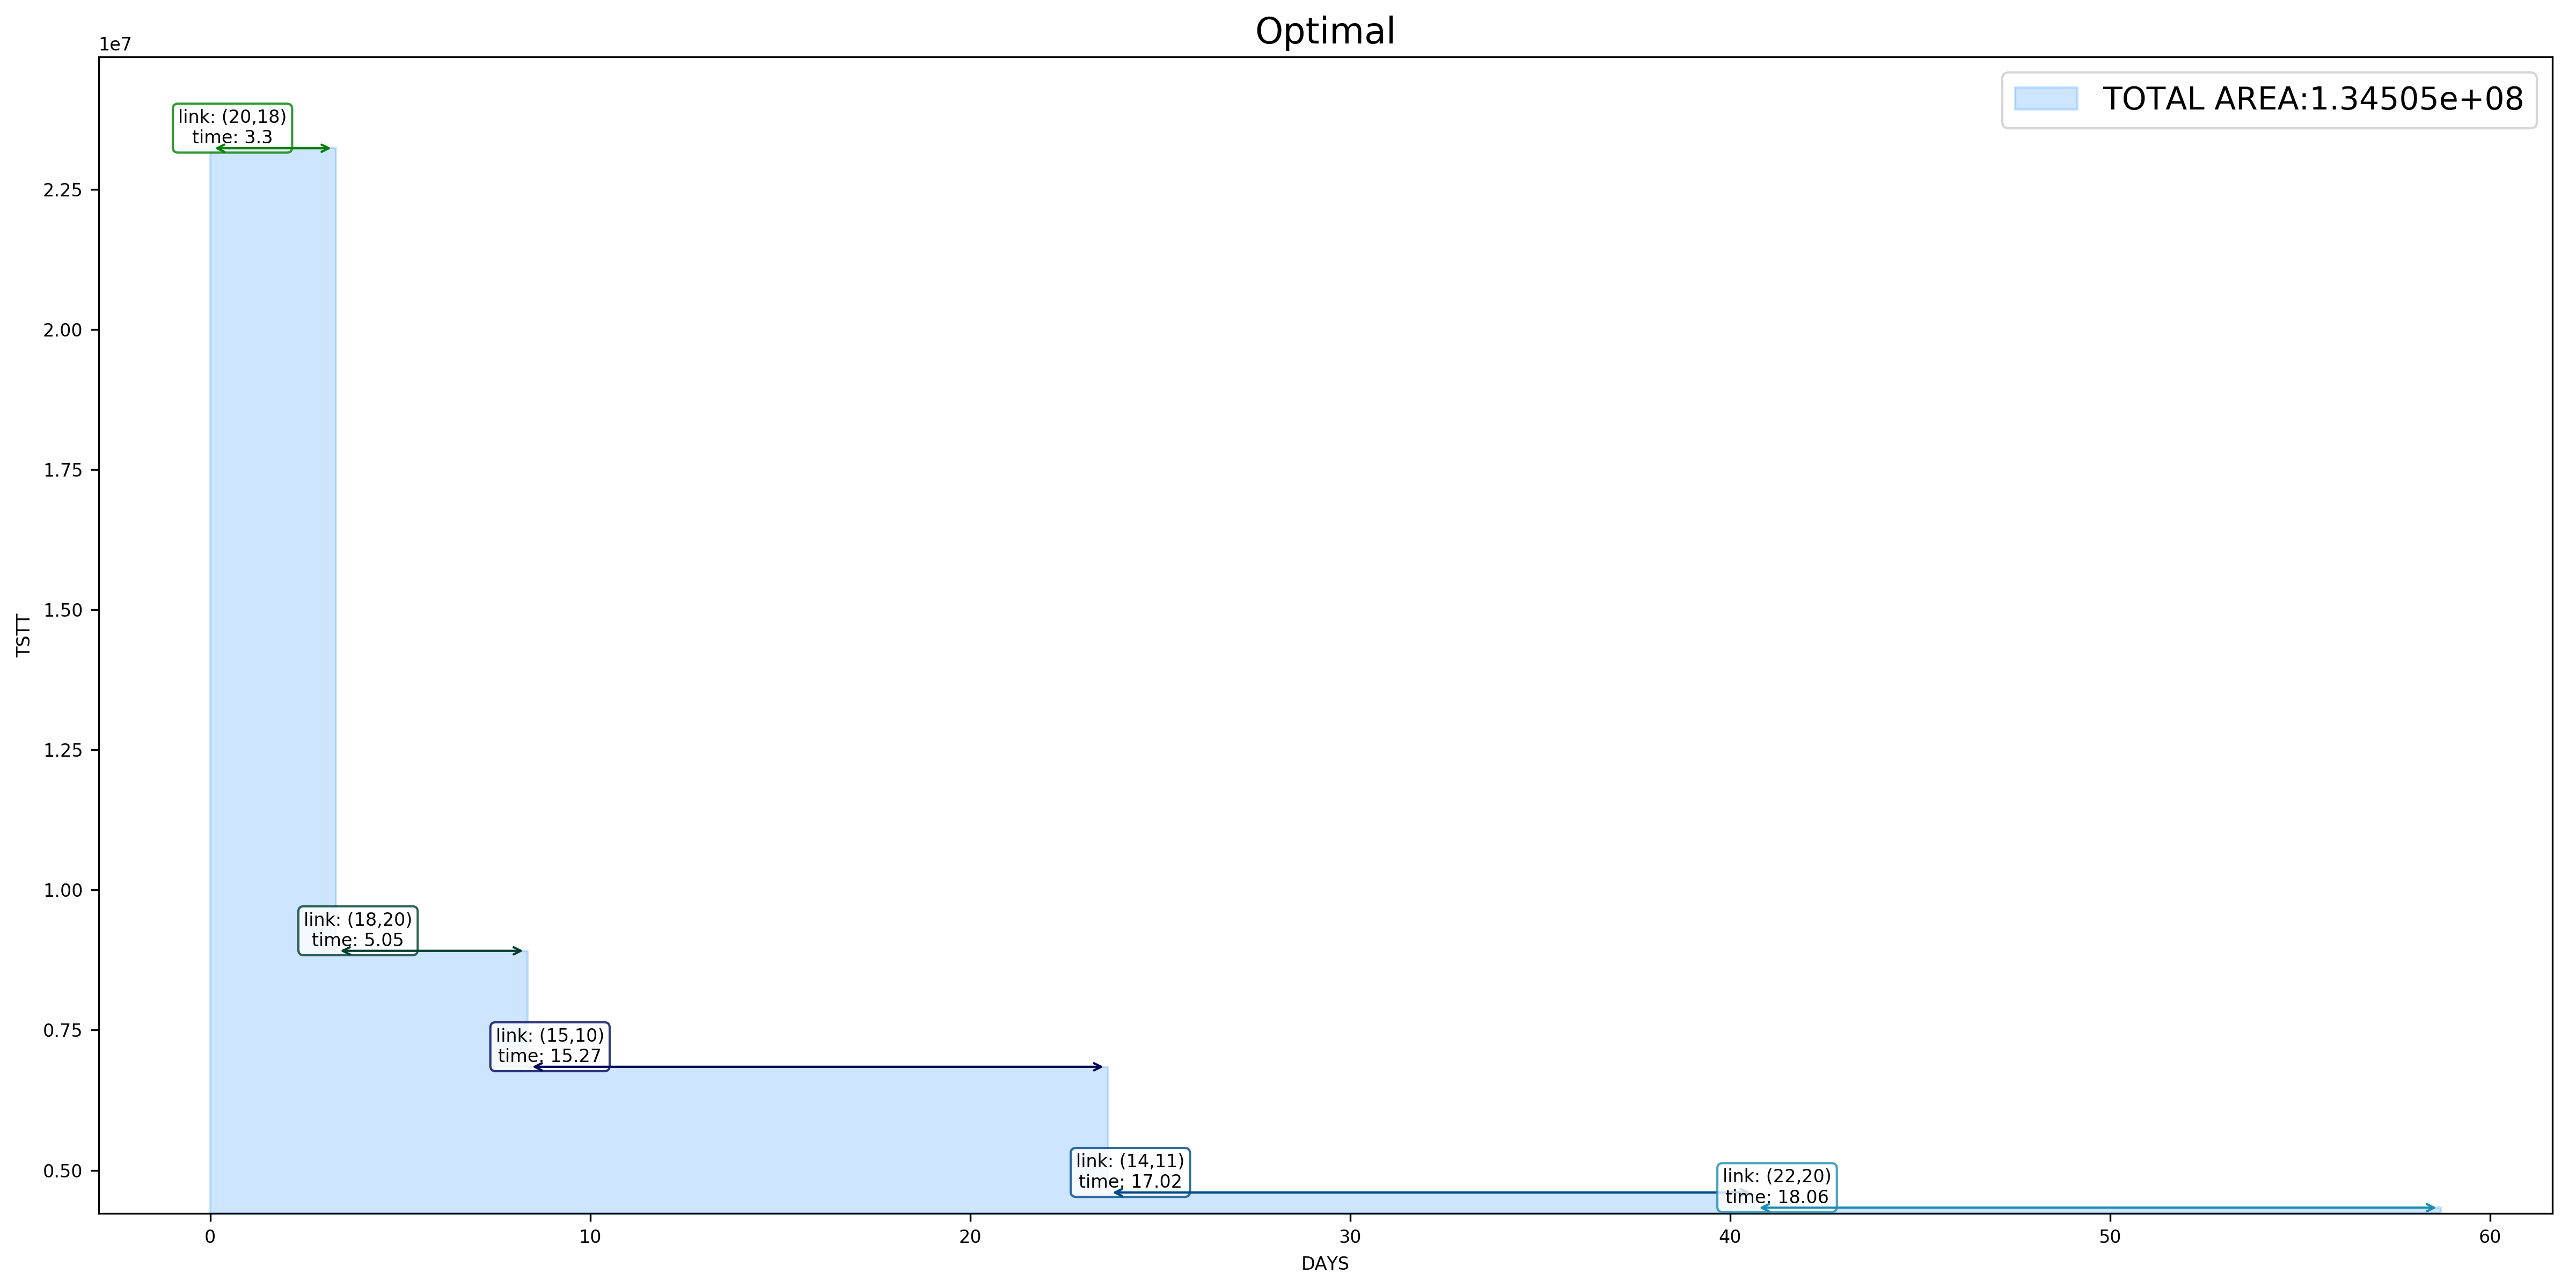 Optimal
1e7
TOTAL AREA:1.34505e+08
link: (20,18)
time: 3.3
2.25
2.00
1.75
1.50
1.25
1.00
0.75
0.50
TSTT
link: (18,20)
time: 5.05
link: (15,10)
time: 15.27
link: (14,11)
time: 17.02
link: (22,20)
time: 18.06
0
10
20
30
40
50
60
DAYS